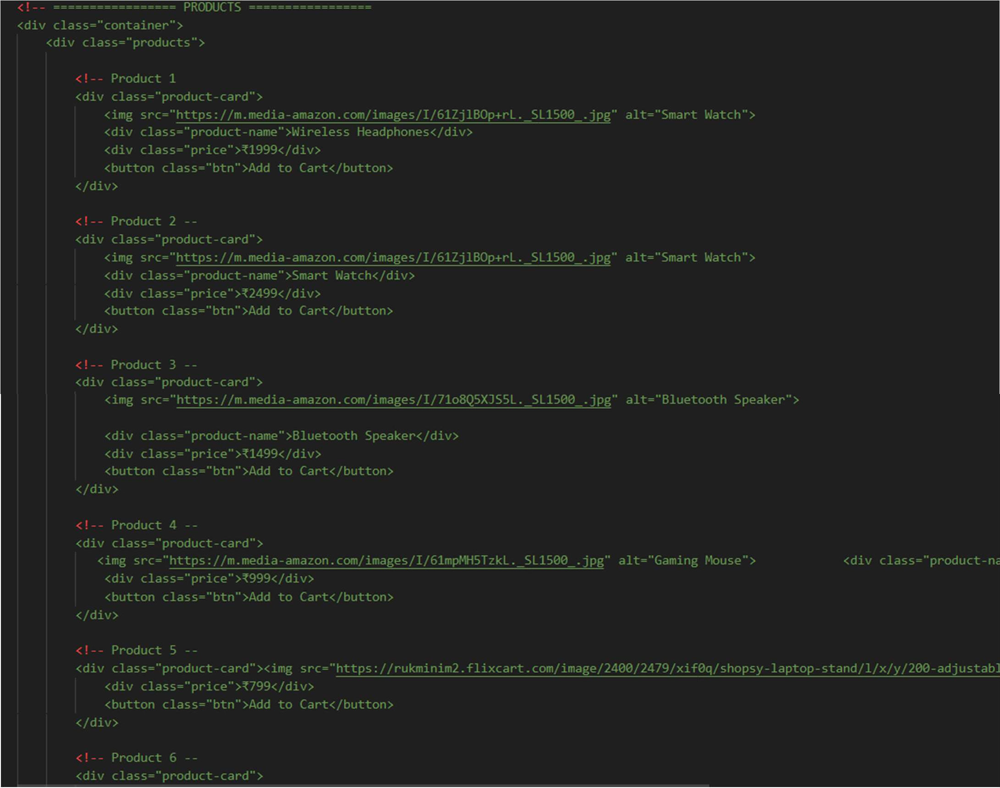 <!-- ================= PRODUCTS =================
<div class="container">
<div class="products">
<!-- Product 1
<div class="product-card">
<img src="https://m.media-amazon.com/images/I/61ZjlBOp+rL._SL1500_.jpg" alt="Smart Watch">
<div class="product-name">Wireless Headphones</div>
<div class="price">₹1999</div>
<button class="btn">Add to Cart</button>
</div>
<!-- Product 2 --
<div class="product-card">
<img src="https://m.media-amazon.com/images/I/61ZjlBOp+rL._SL1500_.jpg" alt="Smart Watch">
<div class="product-name">Smart Watch</div>
<div class="price">₹2499</div>
<button class="btn">Add to Cart</button>
</div>
<!-- Product 3 --
<div class="product-card">
<img src="https://m.media-amazon.com/images/I/71o8Q5XJS5L._SL1500_.jpg" alt="Bluetooth Speaker">
<div class="product-name">Bluetooth Speaker</div>
<div class="price">₹1499</div>
<button class="btn">Add to Cart</button>
</div>
<!-- Product 4 --
<div class="product-card">
<img src="https://m.media-amazon.com/images/I/61mpMH5TzkL._SL1500_.jpg" alt="Gaming Mouse"> <div class="product-na
<div class="price">₹999</div>
<button class="btn">Add to Cart</button>
</div>
<!-- Product 5 --
<div class="product-card"><img src="https://rukminim2.flixcart.com/image/2400/2479/xif0q/shopsy-laptop-stand/l/x/y/200-adjustabl
<div class="price">₹799</div>
<button class="btn">Add to Cart</button>
</div>
<!-- Product 6 --
<div class="product-card">